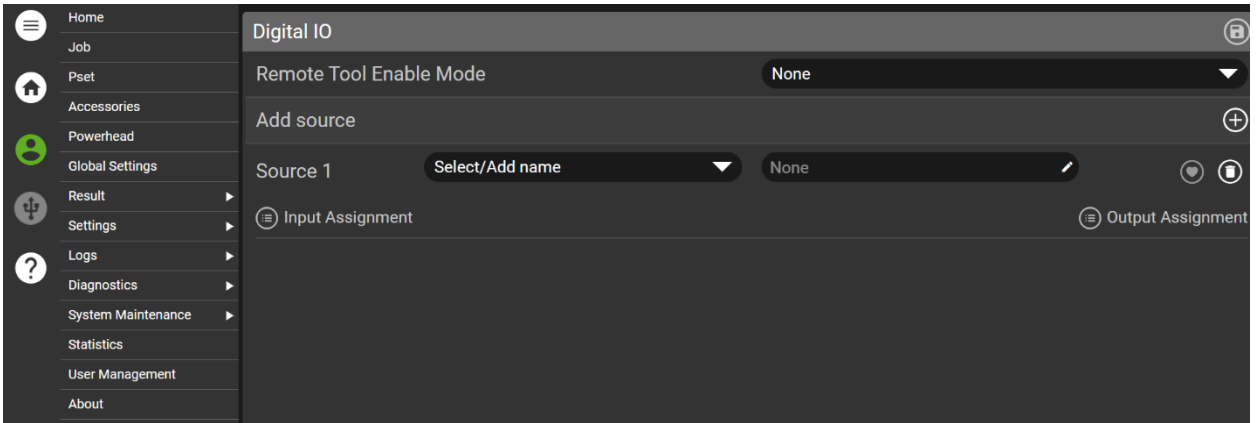 Home
Job
Pset
Accessories
Powerhead
Global Settings
Result
Settings
Logs
Diagnostics
System Maintenance
Statistics
User Management
About
Digital IO
Remote Tool Enable Mode None
Add source
Source 1 Select/Add name None
Input Assignment Output Assignment